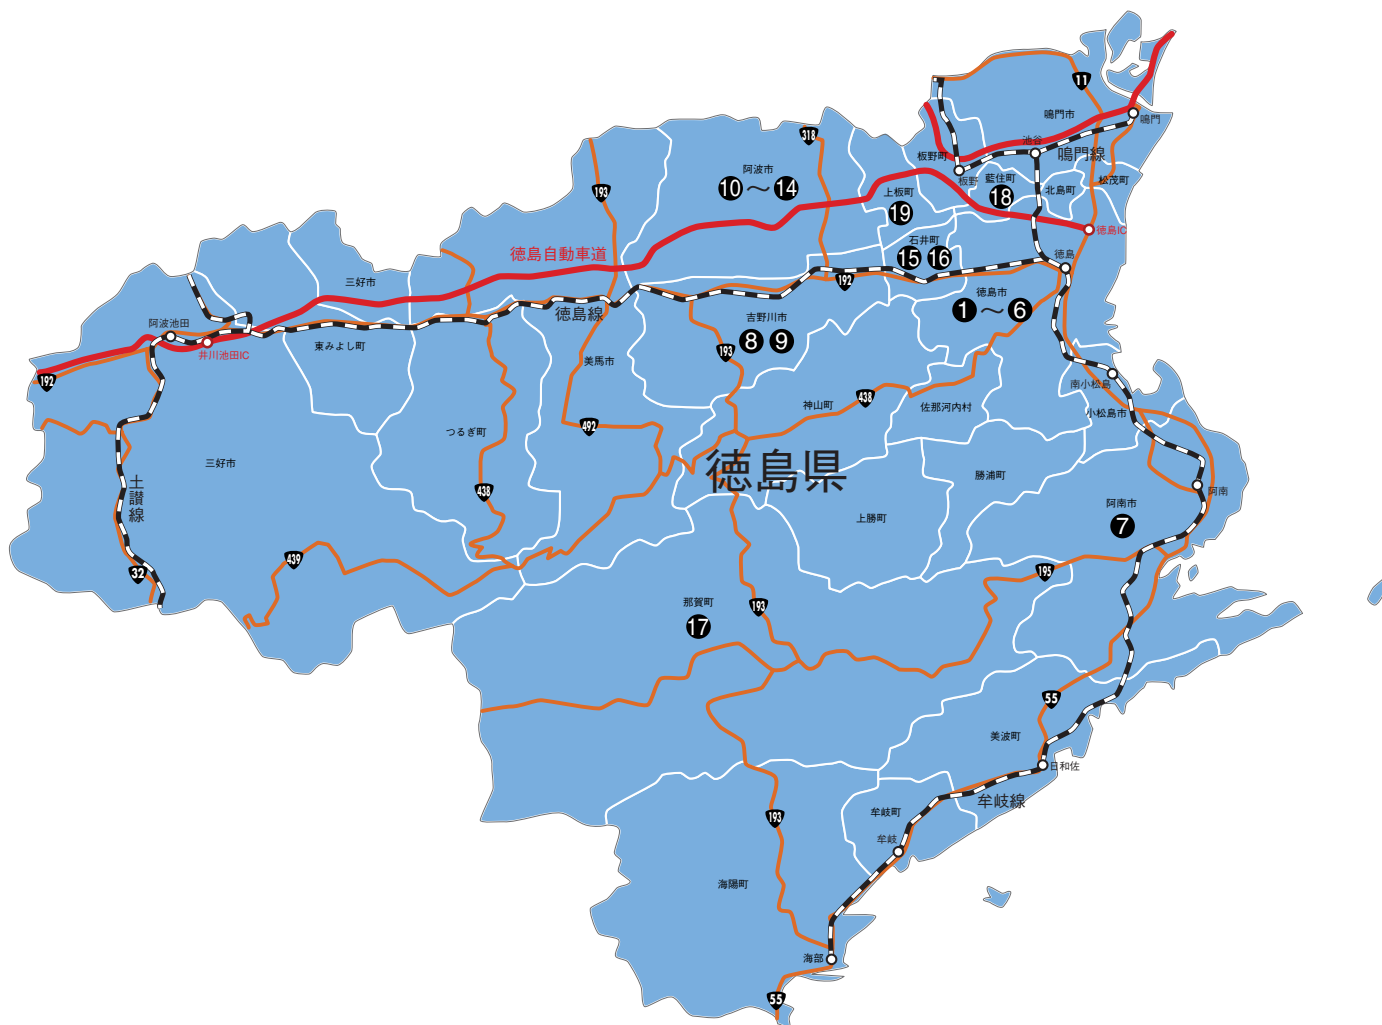 11
鳴門市
鳴門
318
池谷
鳴門線
板野町
阿波市
板野
藍住町
松茂町
193
10 〜 14
上板町
18
北島町
19
徳島IC
石井町
徳島自動車道
15 16
徳島
三好市
192
徳島市
徳島線
1 〜 6
吉野川市
阿波池田
井川池田IC
東みよし町
8 9
193
美馬市
192
南小松島
神山町
438
佐那河内村
小松島市
つるぎ町
492
三好市
徳島県
勝浦町
土讃線
438
阿南
阿南市
上勝町
7
439
32
195
那賀町
193
17
55
美波町
日和佐
牟岐線
193
牟岐町
牟岐
海陽町
海部
55